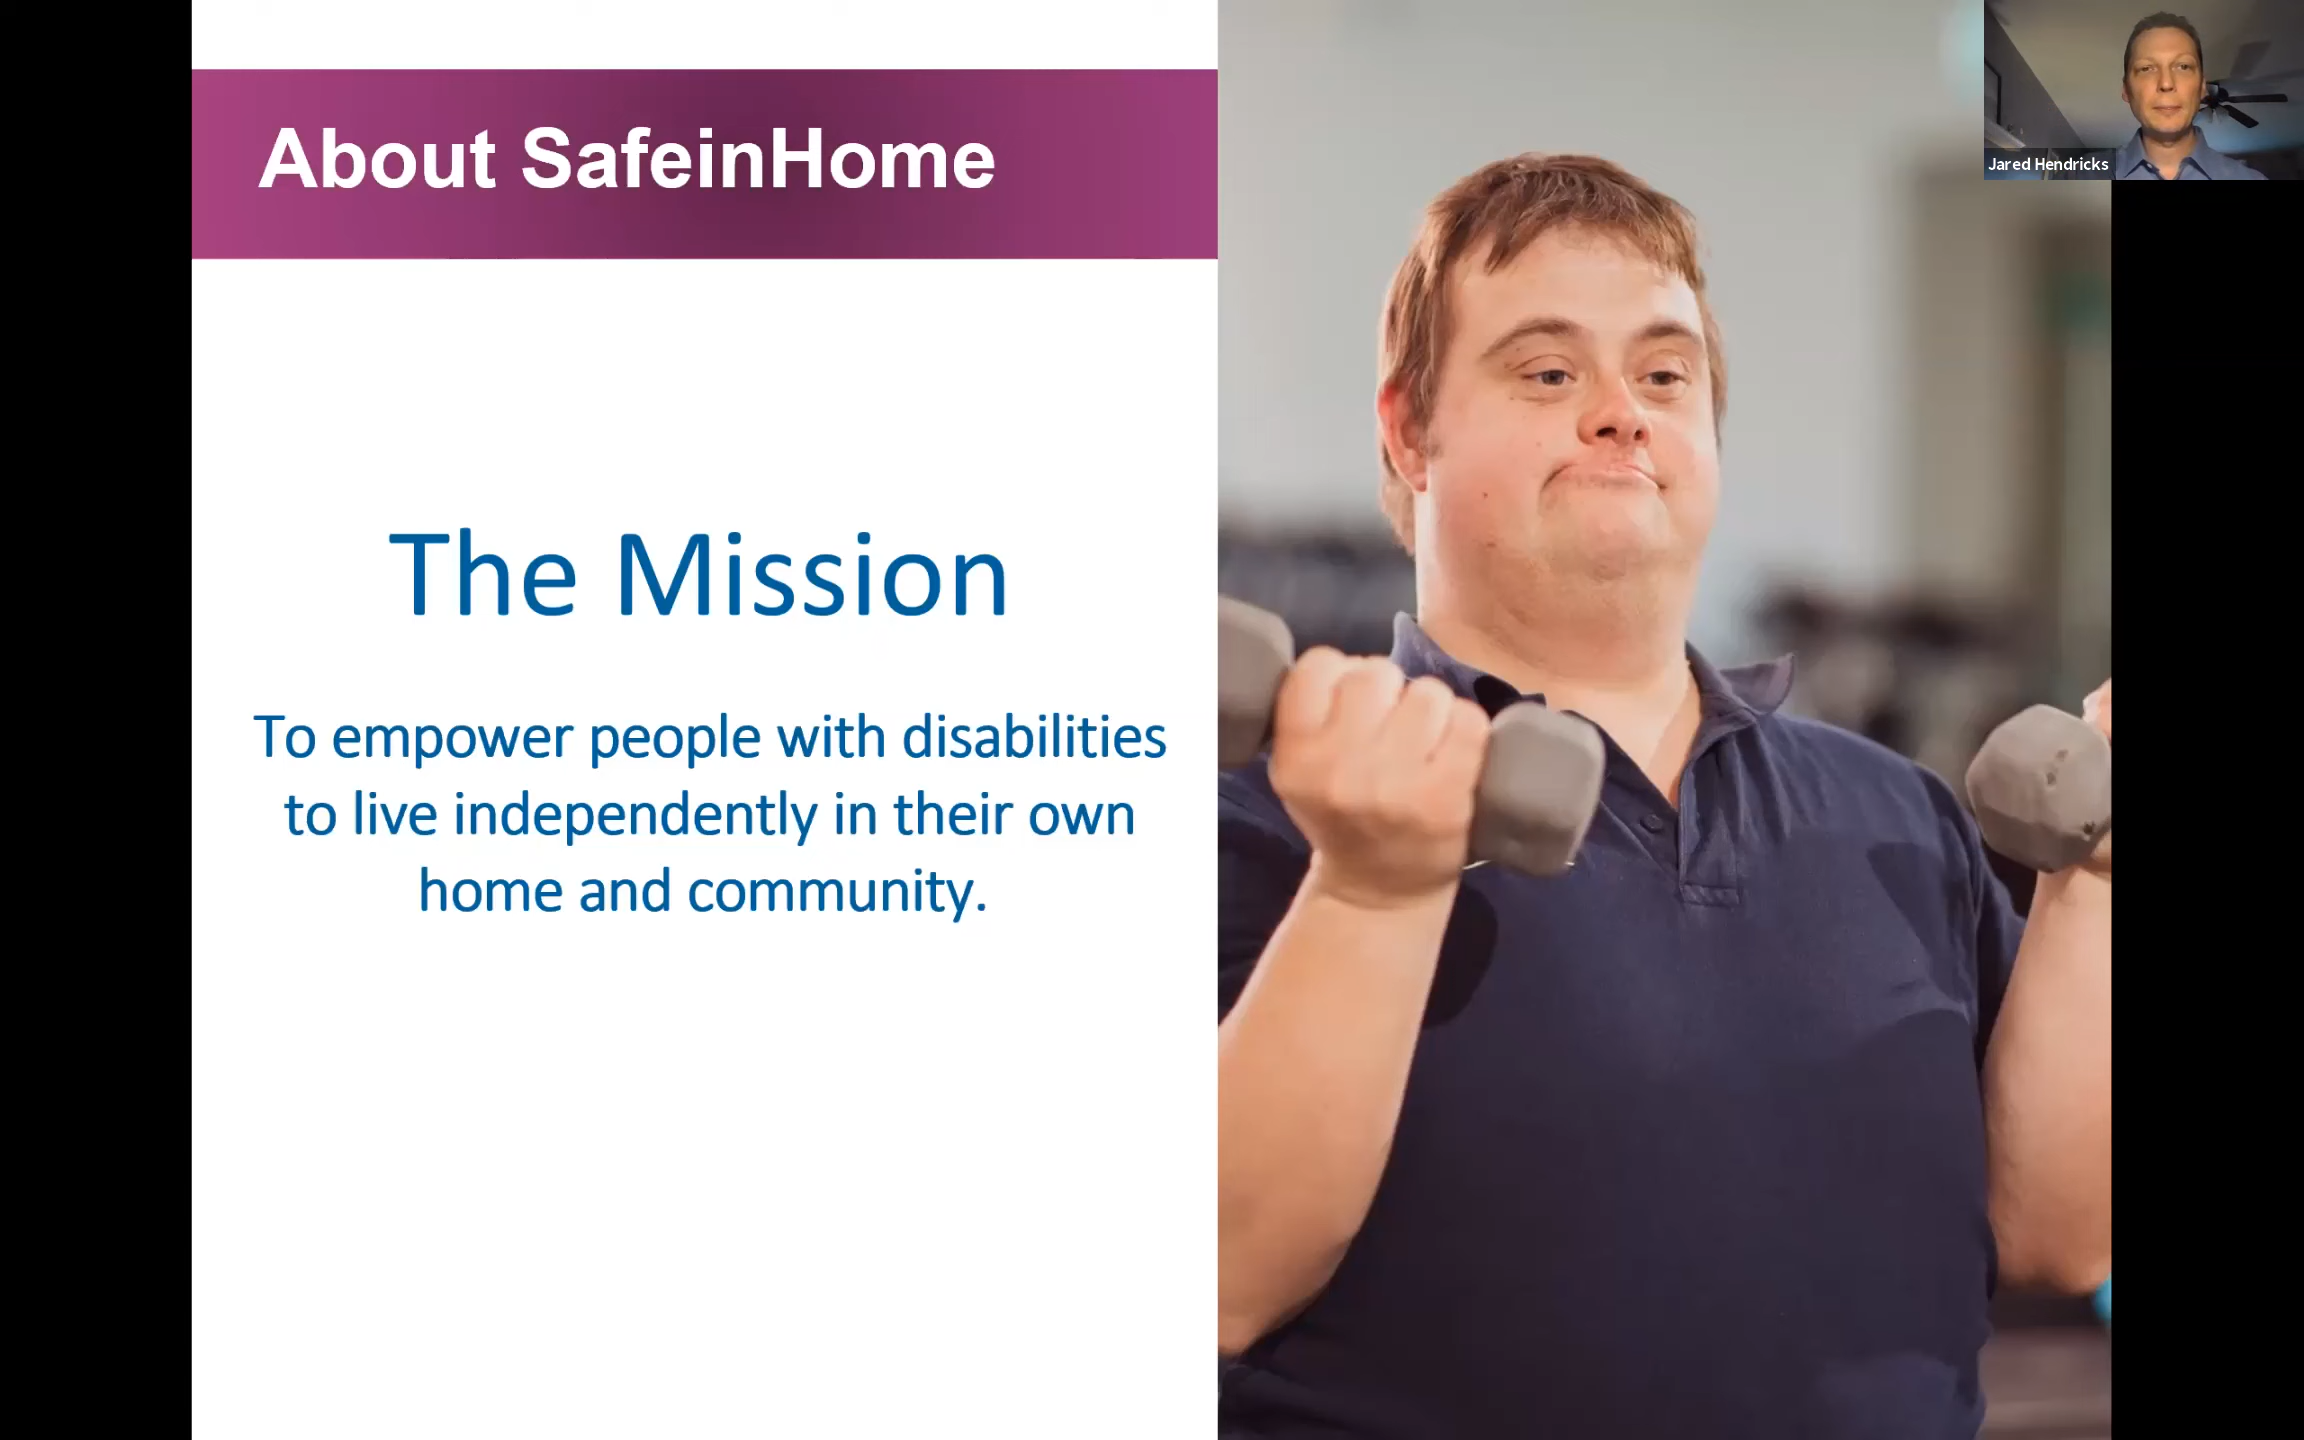 About SafeinHome
Jared Hendricks
The Mission
To empower people with disabilities
to live independently in their own
home and community.